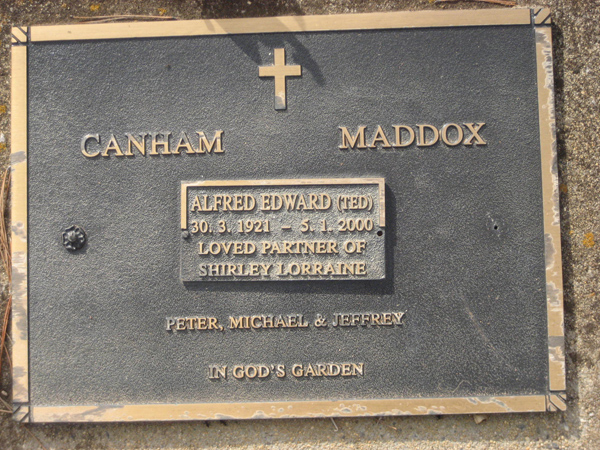 CANHAM MADDOX
ALFRED EDWARD (TED)
30. 3. 1921 – 5. 1. 2000
LOVED PARTNER OF
SHIRLEY LORRAINE
PETER, MICHAEL & JEFFREY
IN GOD'S GARDEN